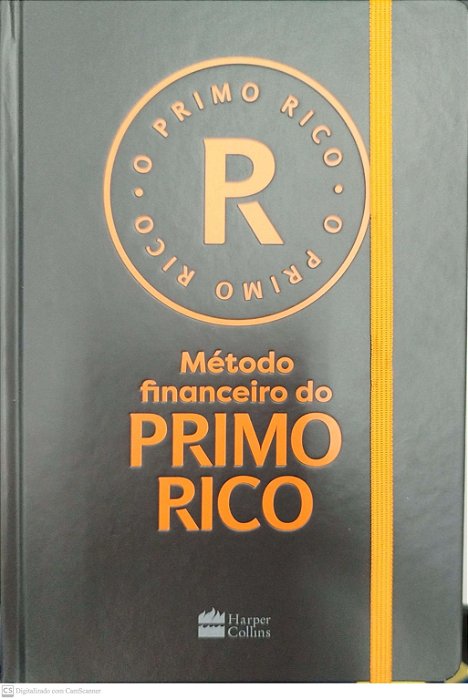 O PRIMO RICO · O PRIMO RICO ·
R
Método
financeiro do
PRIMO
RICO
Harper
Collins
CS Digitalizado com CamScanner